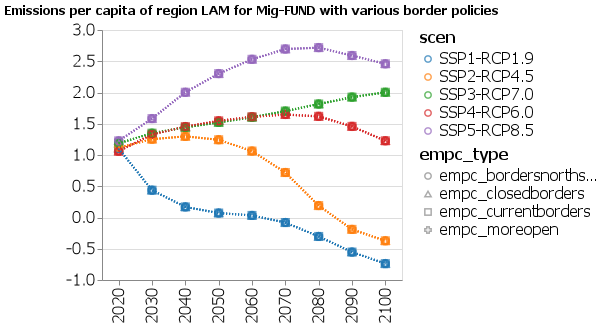 Emissions per capita of region LAM for Mig-FUND with various border policies
3.0
2.5
2.0
1.5
1.0
0.5
0.0
-0.5
-1.0
2020
2030
2040
2050
2060
2070
2080
2090
2100
scen
SSP1-RCP1.9
SSP2-RCP4.5
SSP3-RCP7.0
SSP4-RCP6.0
SSP5-RCP8.5
empc_type
empc_bordersnorths...
empc_closedborders
empc_currentborders
empc_moreopen